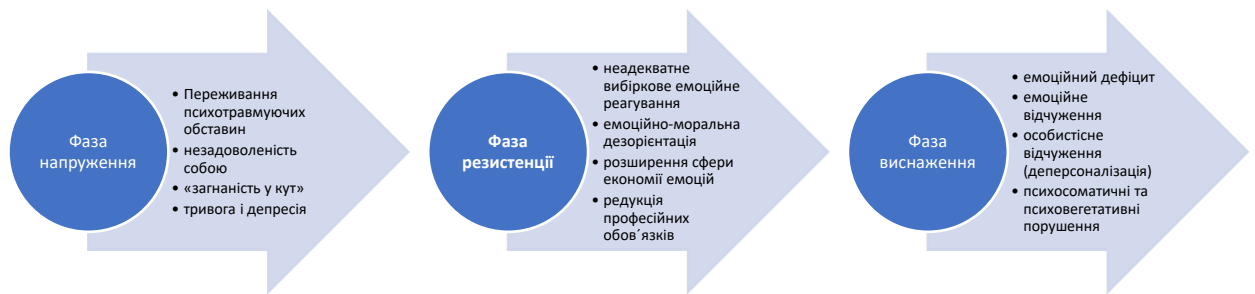 Фаза
напруження
• Переживання
психотравмуючих
обставин
• незадоволеність
собою
• «загнаність у кут»
• тривога і депресія
Фаза
резистенції
• неадекватне
вибіркове емоційне
реагування
• емоційно-моральна
дезорієнтація
• розширення сфери
економії емоцій
• редукція
професійних
обов´язків
Фаза
виснаження
• емоційний дефіцит
• емоційне
відчуження
• особистісне
відчуження
(деперсоналізація)
• психосоматичні та
психовегетативні
порушення